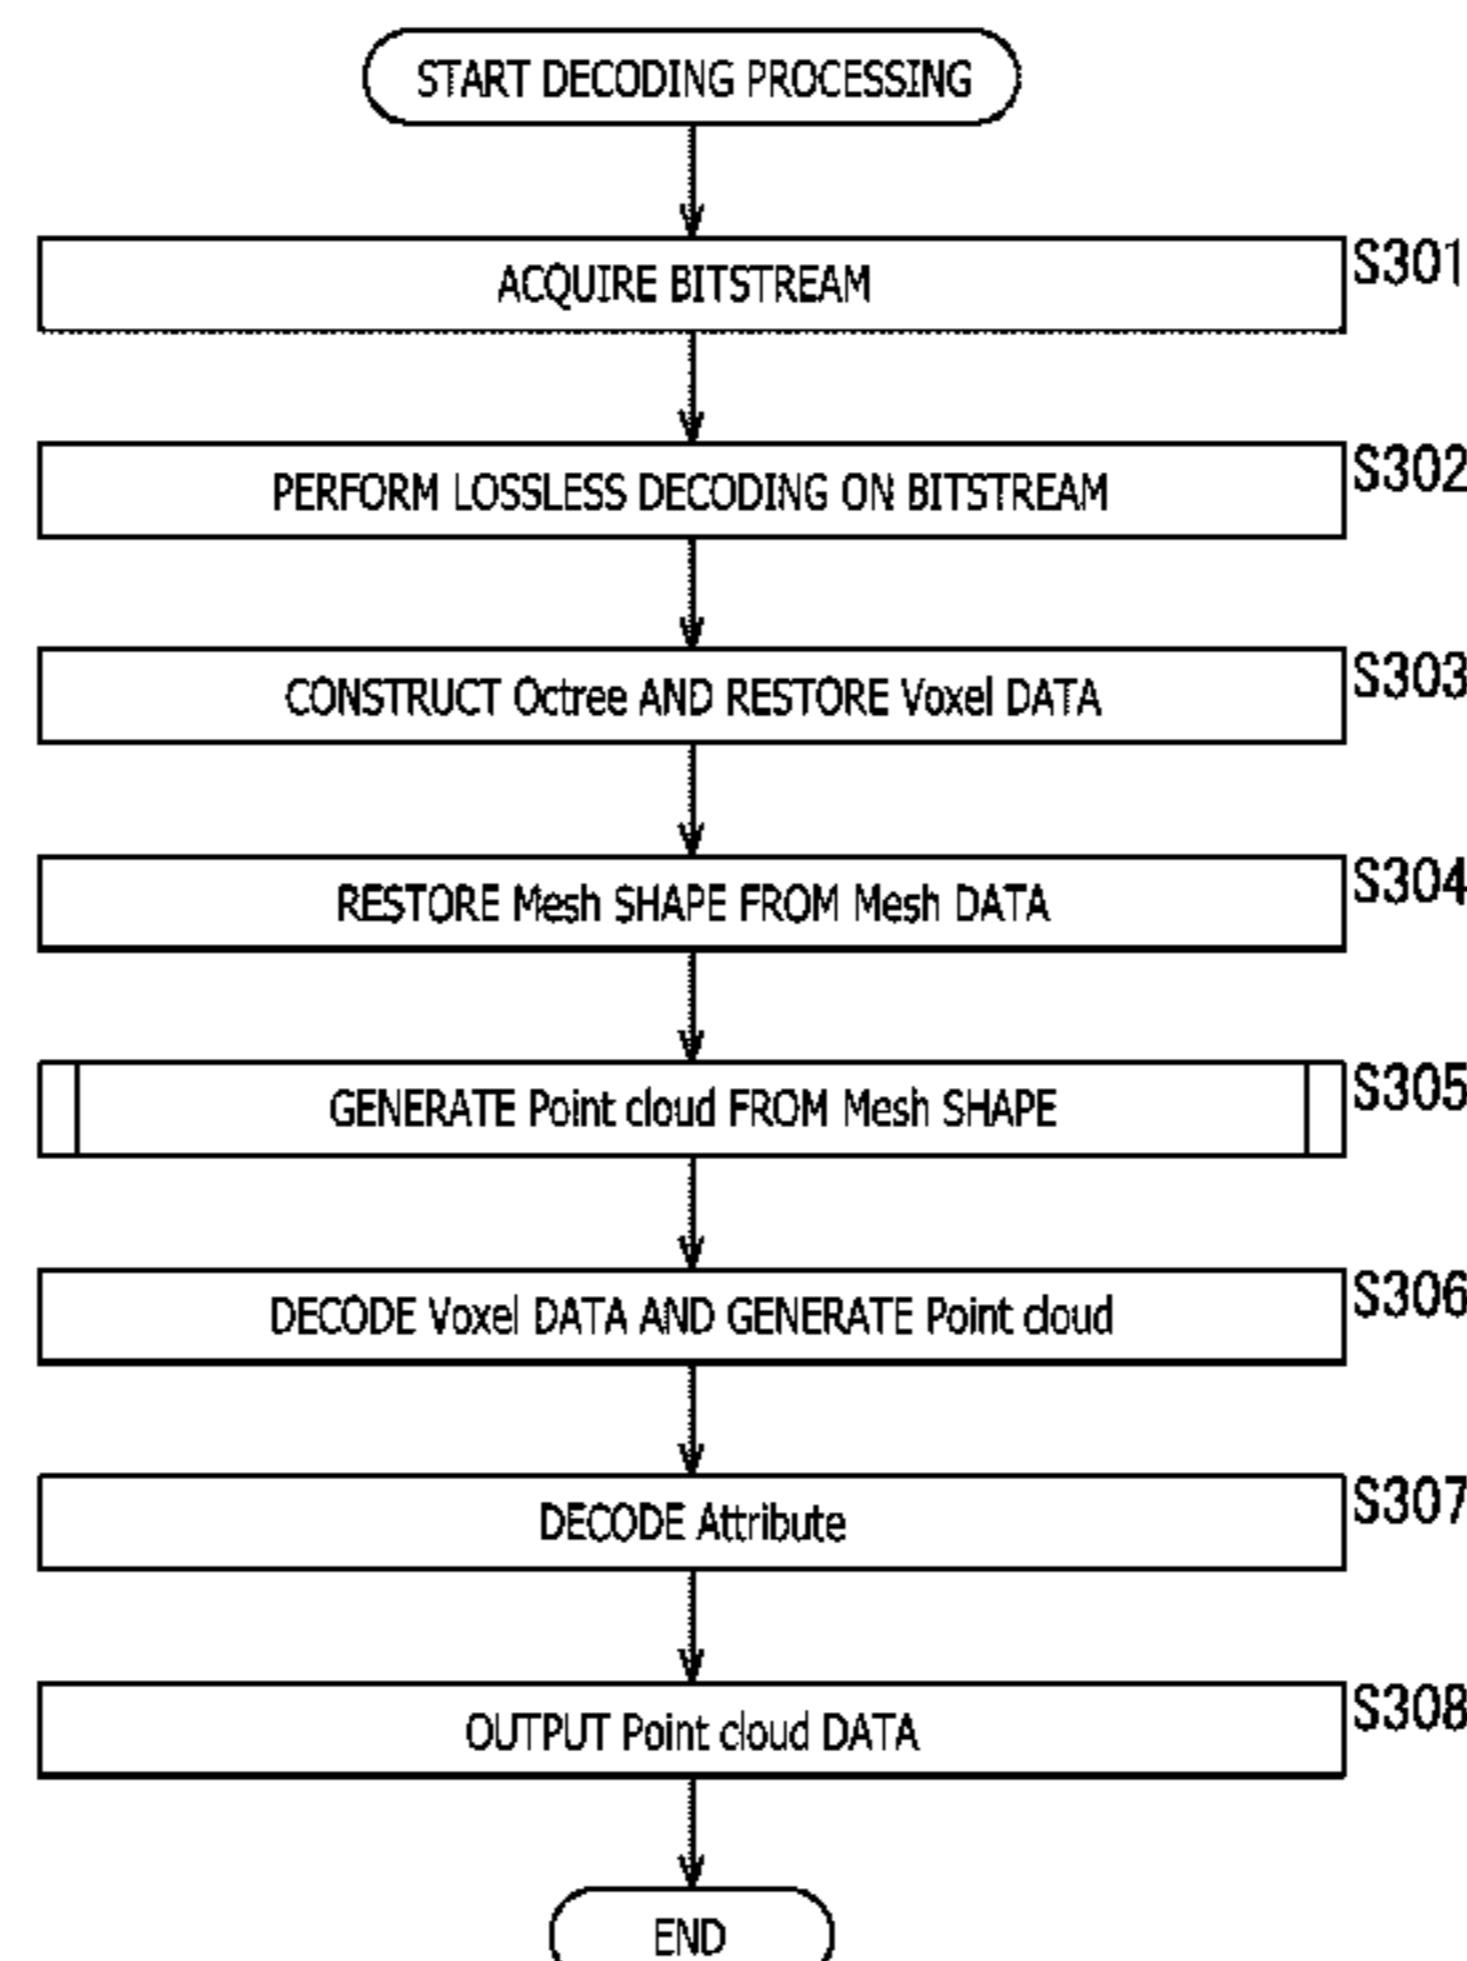 START DECODING PROCESSING
ACQUIRE BITSTREAM
S301
PERFORM LOSSLESS DECODING ON BITSTREAM
S302
CONSTRUCT Octree AND RESTORE Voxel DATA
S303
RESTORE Mesh SHAPE FROM Mesh DATA
S304
GENERATE Point cloud FROM Mesh SHAPE
S305
DECODE Voxel DATA AND GENERATE Point cloud
S306
DECODE Attribute
S307
OUTPUT Point cloud DATA
S308
END